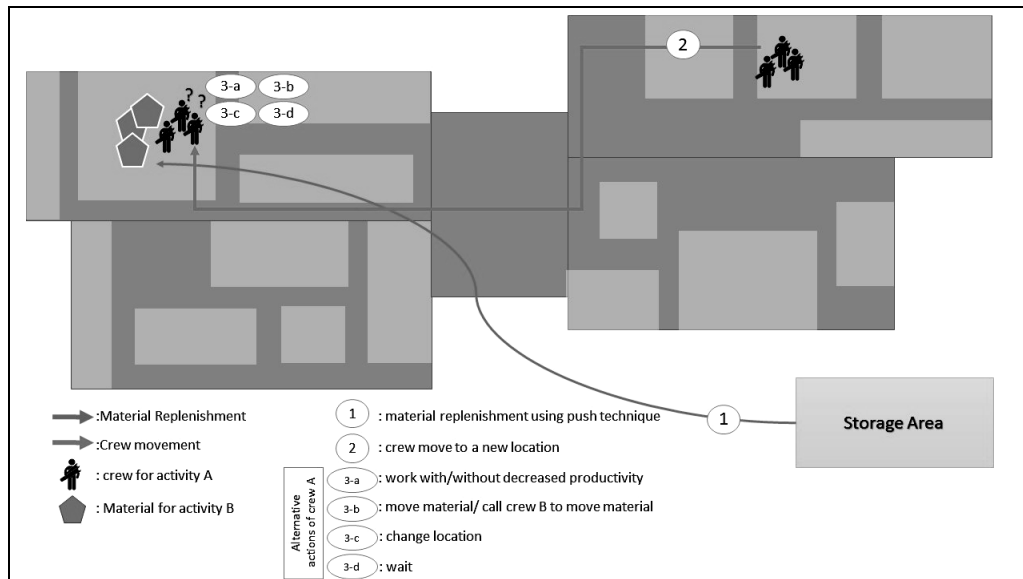 2
3-a
3-b
? ?
3-c
3-d
1
Storage Area
:Material Replenishment
:Crew movement
: crew for activity A
: Material for activity B
1 : material replenishment using push technique
2 : crew move to a new location
Alternative
actions of crew A
3-a : work with/without decreased productivity
3-b : move material/ call crew B to move material
3-c : change location
3-d : wait